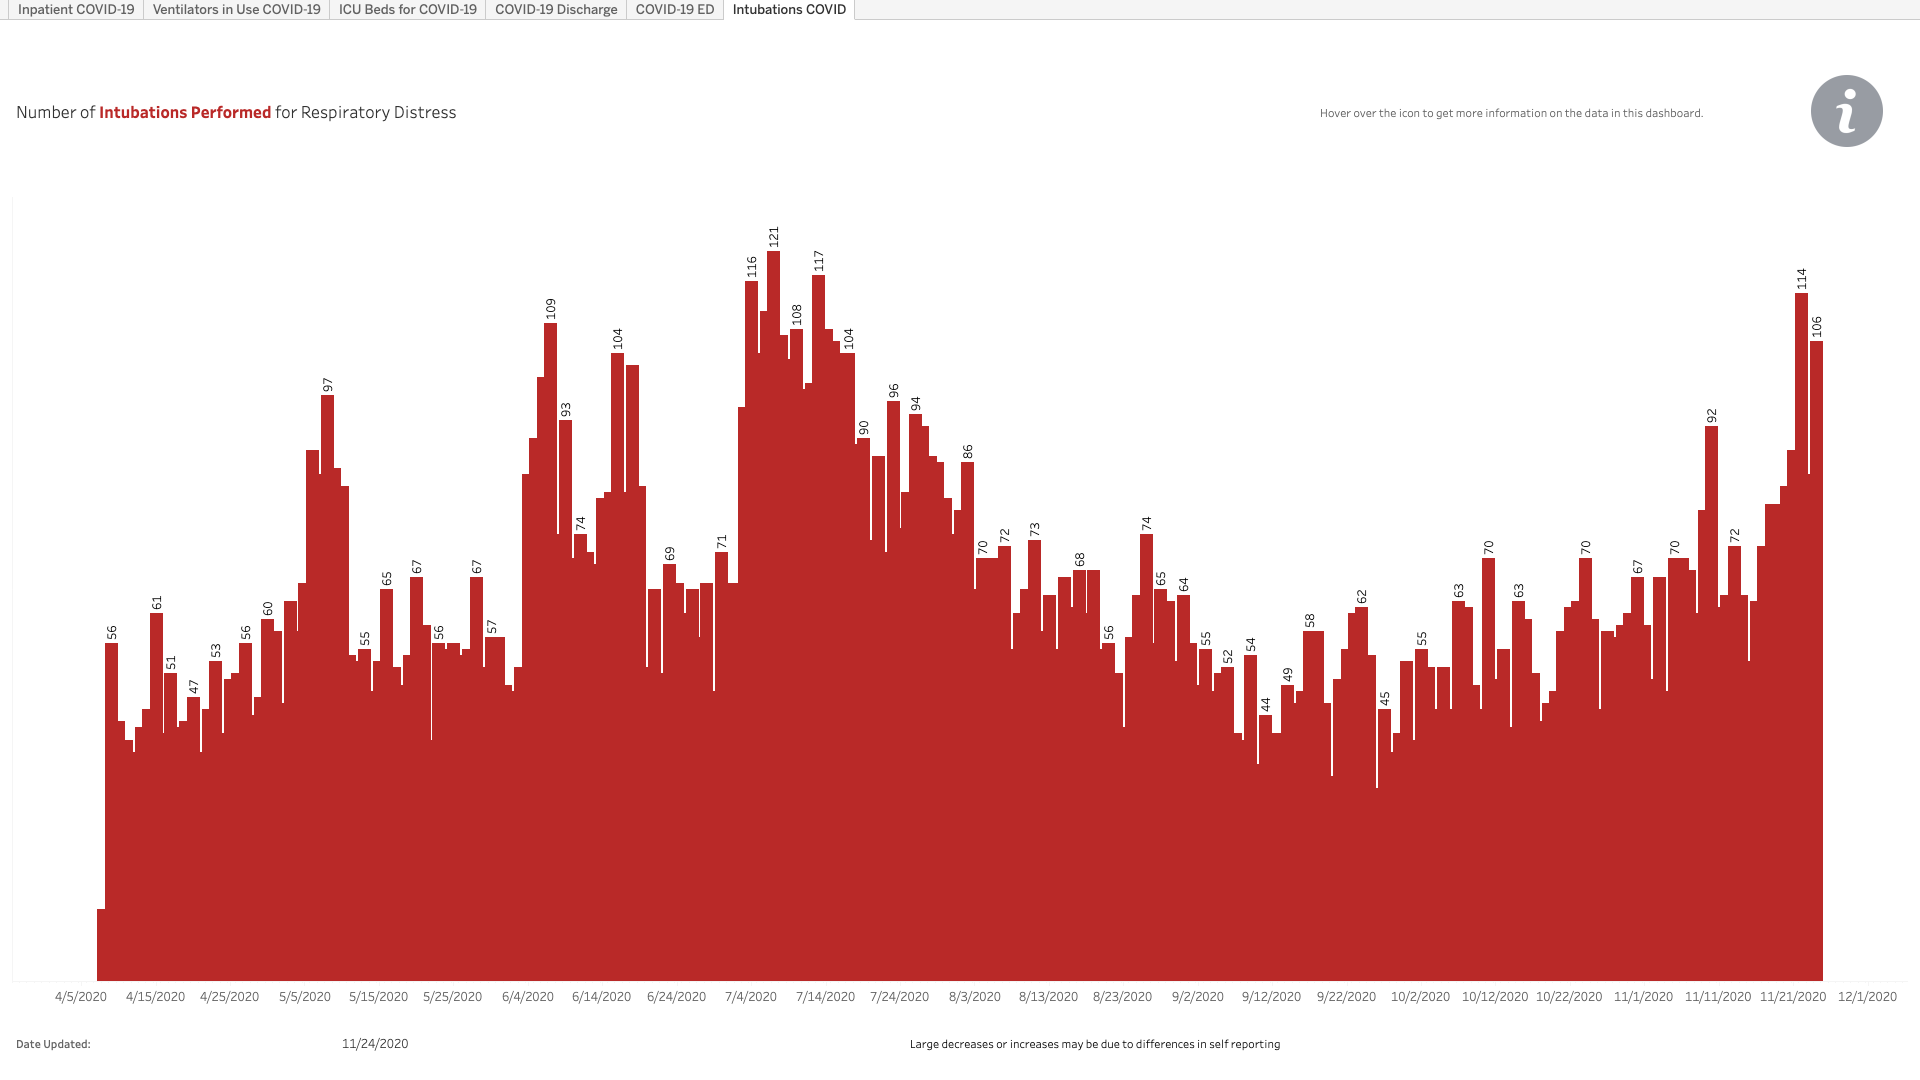 Inpatient COVID-19 Ventilators in Use COVID-19 ICU Beds for COVID-19 COVID-19 Discharge COVID-19 ED Intubations COVID
Number of Intubations Performed for Respiratory Distress
Hover over the icon to get more information on the data in this dashboard.
i
56 61 51 47 53 56 60 97 55 65 67 56 67 57 109 93 74 104 69 71 116 121 108 117 104 90 96 94 86 70 72 73 68 56 74 65 64 55 52 54 44 49 58 62 45 55 63 70 63 70 67 70 92 72 114 106
4/5/2020 4/15/2020 4/25/2020 5/5/2020 5/15/2020 5/25/2020 6/4/2020 6/14/2020 6/24/2020 7/4/2020 7/14/2020 7/24/2020 8/3/2020 8/13/2020 8/23/2020 9/2/2020 9/12/2020 9/22/2020 10/2/2020 10/12/2020 10/22/2020 11/1/2020 11/11/2020 11/21/2020 12/1/2020
Date Updated: 11/24/2020 Large decreases or increases may be due to differences in self reporting